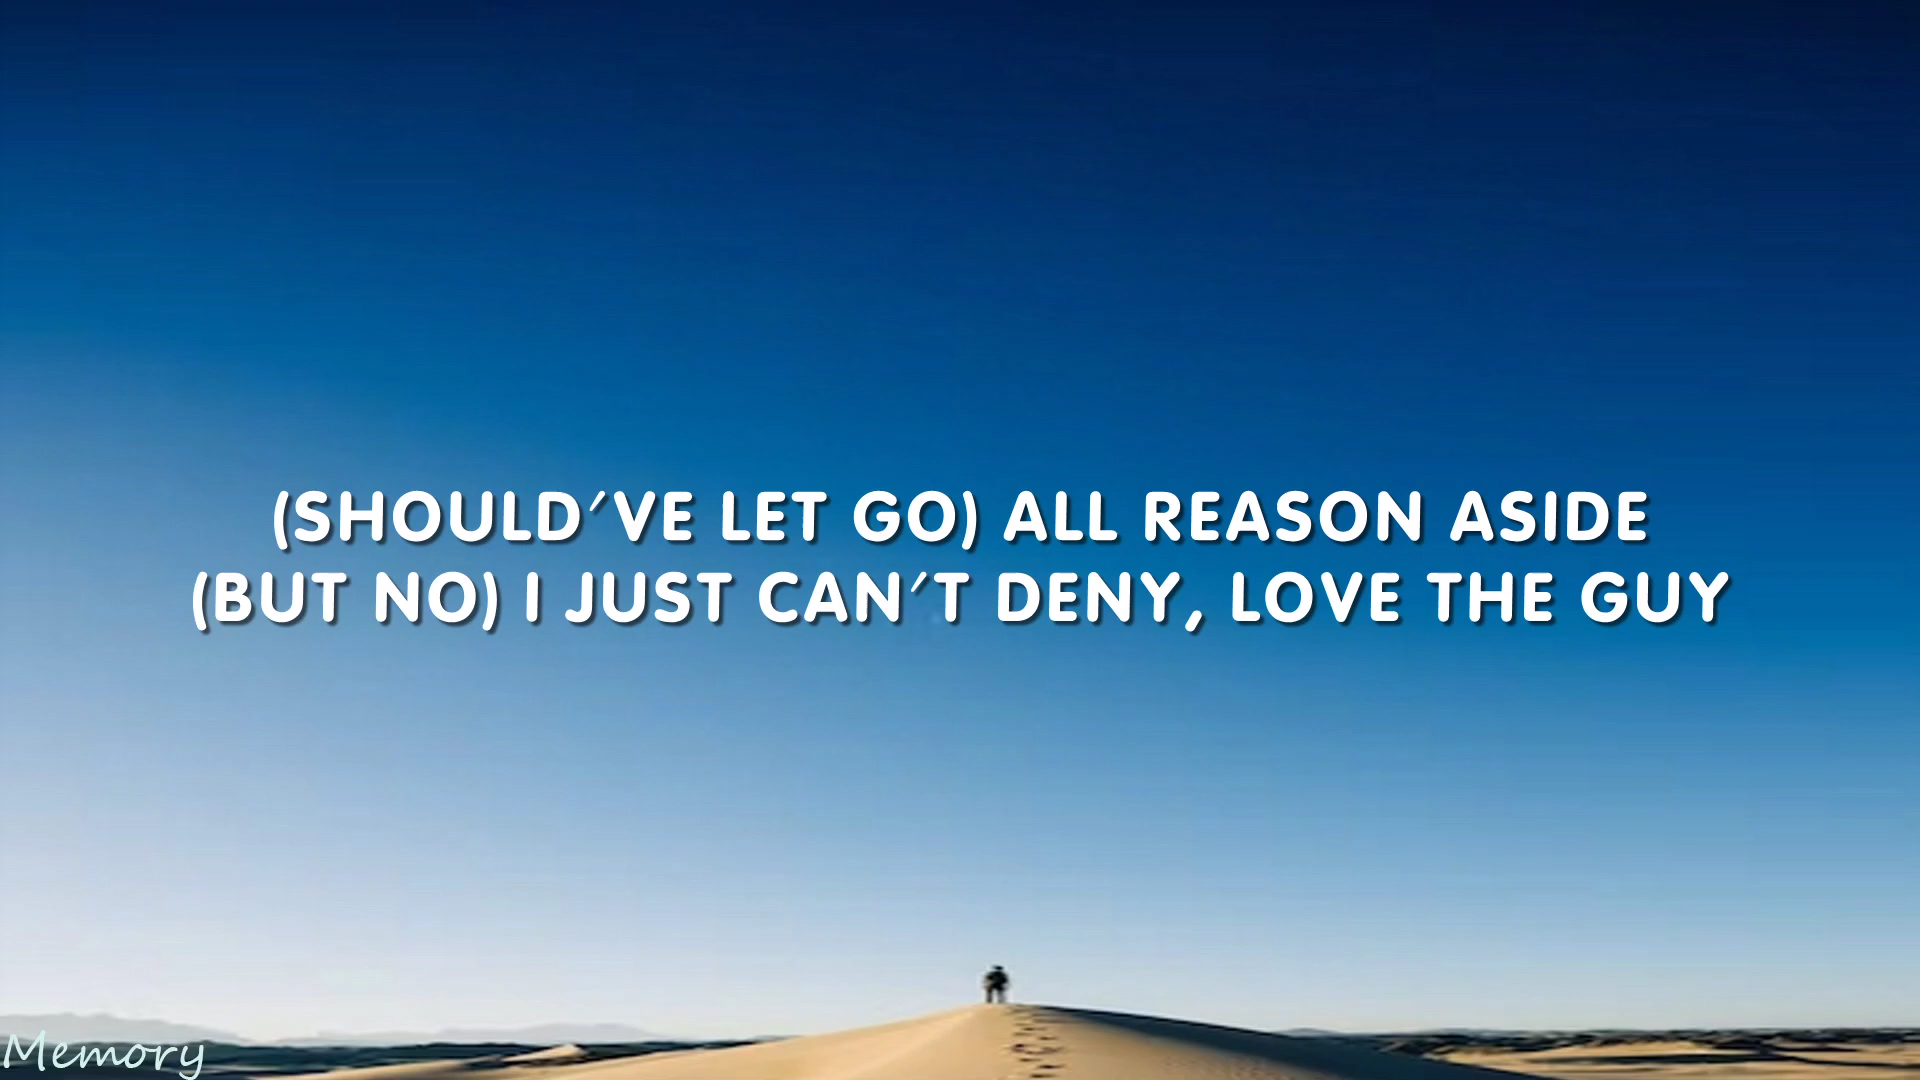 (SHOULD'VE LET GO) ALL REASON ASIDE
(BUT NO) I JUST CAN'T DENY, LOVE THE GUY
Memory